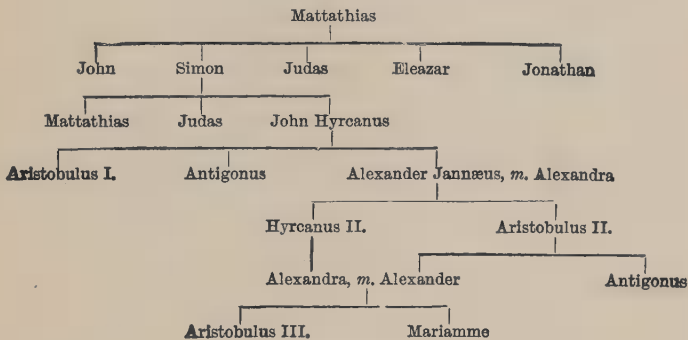 Mattathias
John Simon Judas Eleazar Jonathan
Mattathias Judas John Hyrcanus
Aristobulus I. Antigonus Alexander Jannæus, m. Alexandra
Hyrcanus II. Aristobulus II.
Alexandra, m. Alexander Antigonus
Aristobulus III. Mariamme